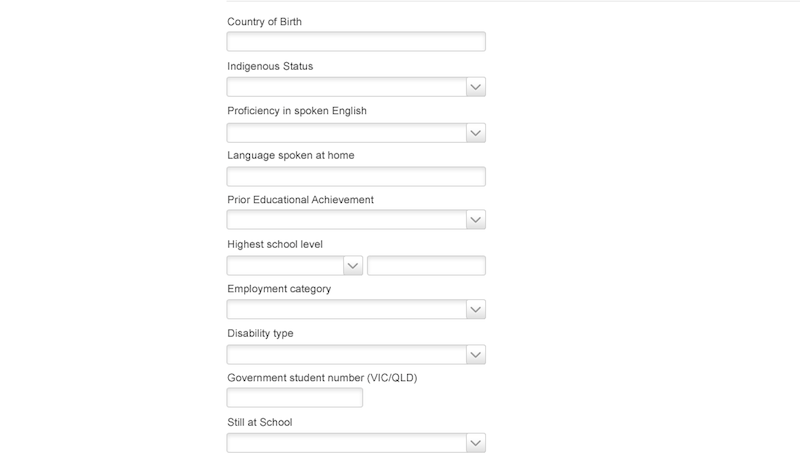 Country of Birth
Indigenous Status
Proficiency in spoken English
Language spoken at home
Prior Educational Achievement
Highest school level
Employment category
Disability type
Government student number (VIC/QLD)
Still at School